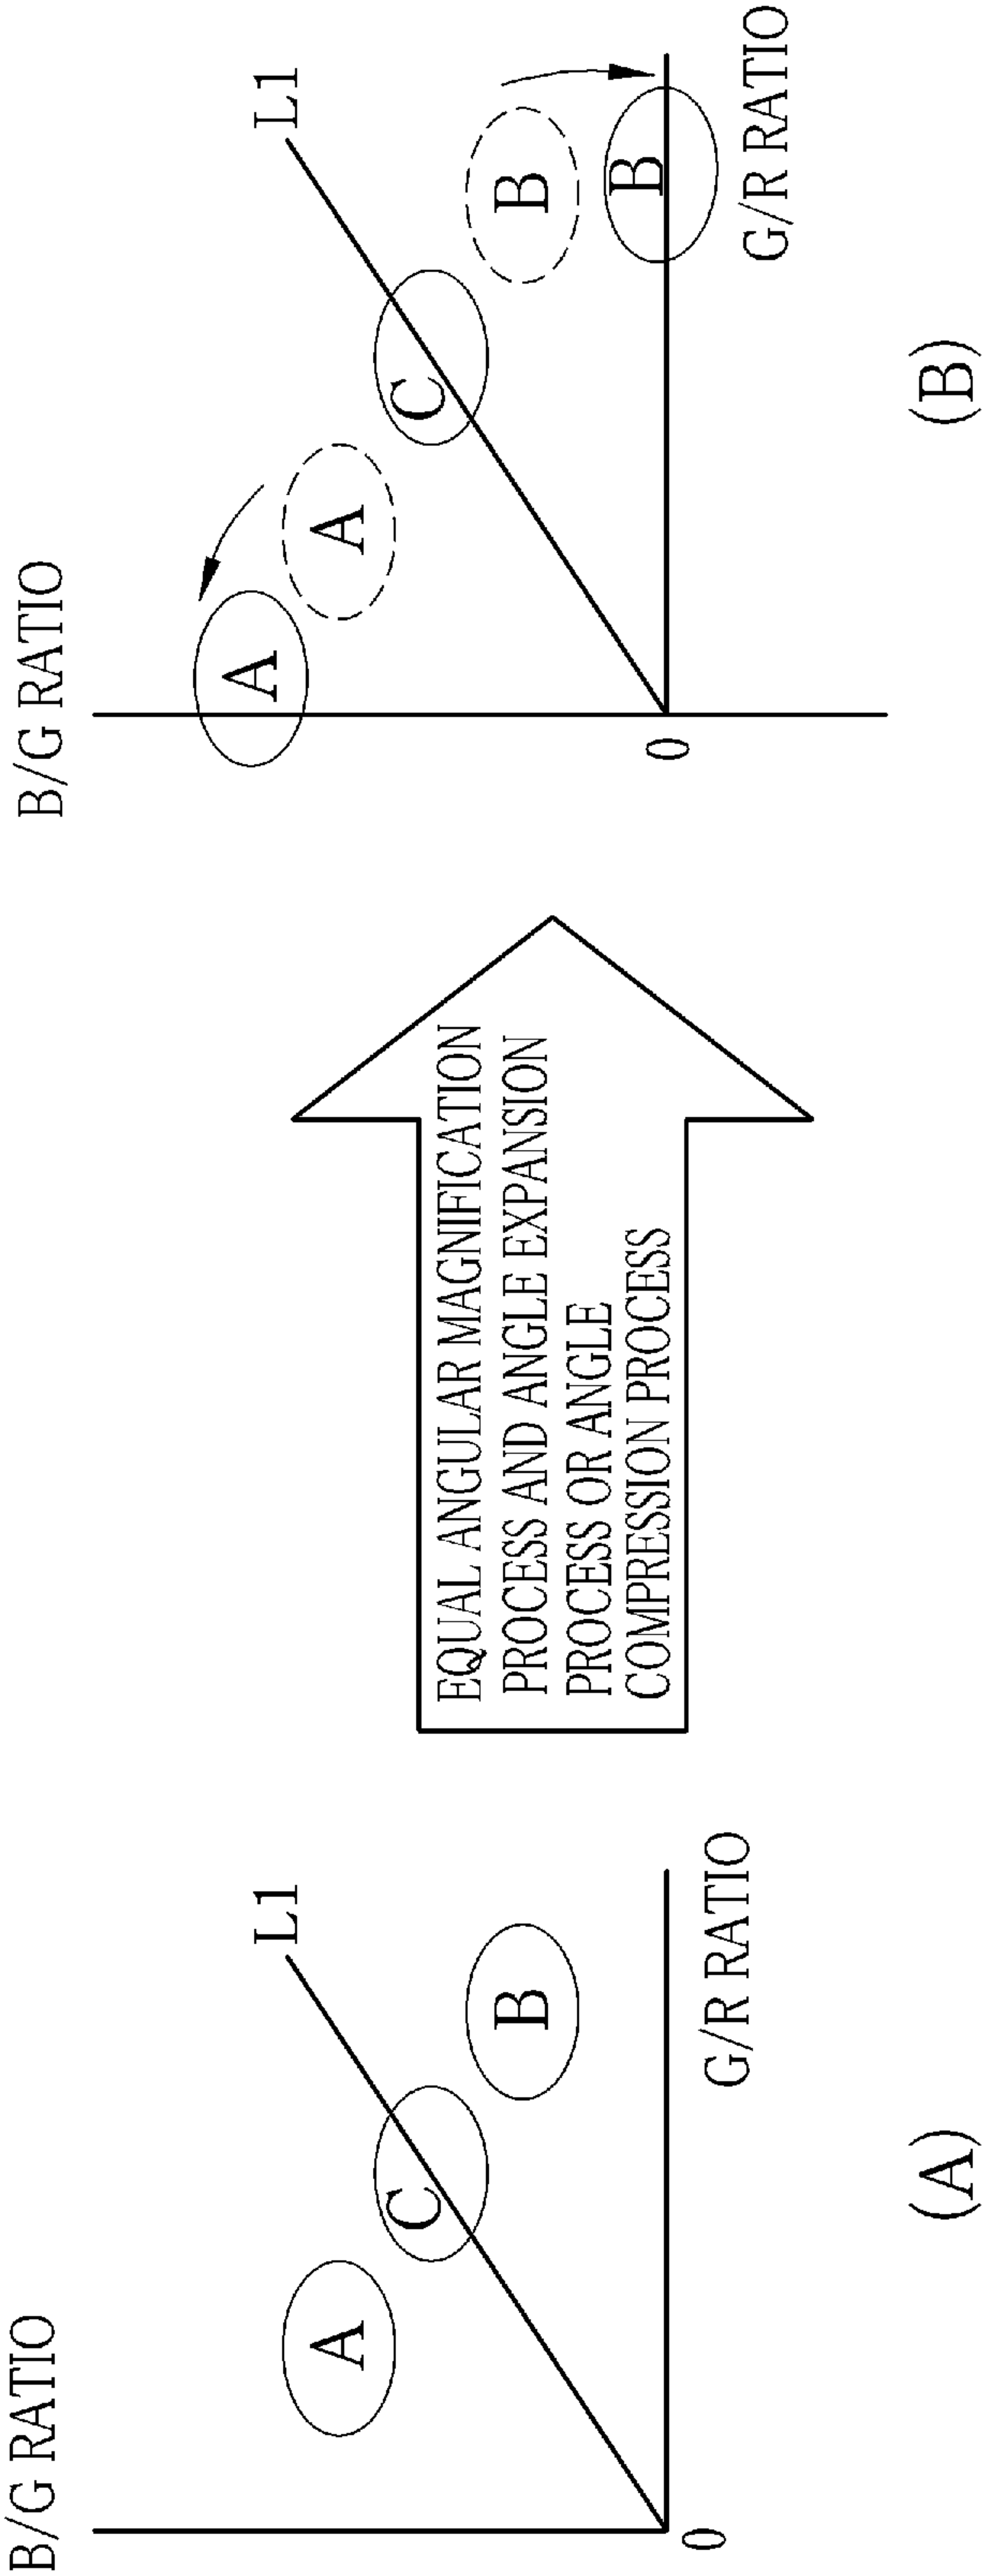 B/G RATIO
L1
A
C
B
0
G/R RATIO
(A)
EQUAL ANGULAR MAGNIFICATION
PROCESS AND ANGLE EXPANSION
PROCESS OR ANGLE
COMPRESSION PROCESS
B/G RATIO
L1
A
A
C
B
B
0
G/R RATIO
(B)